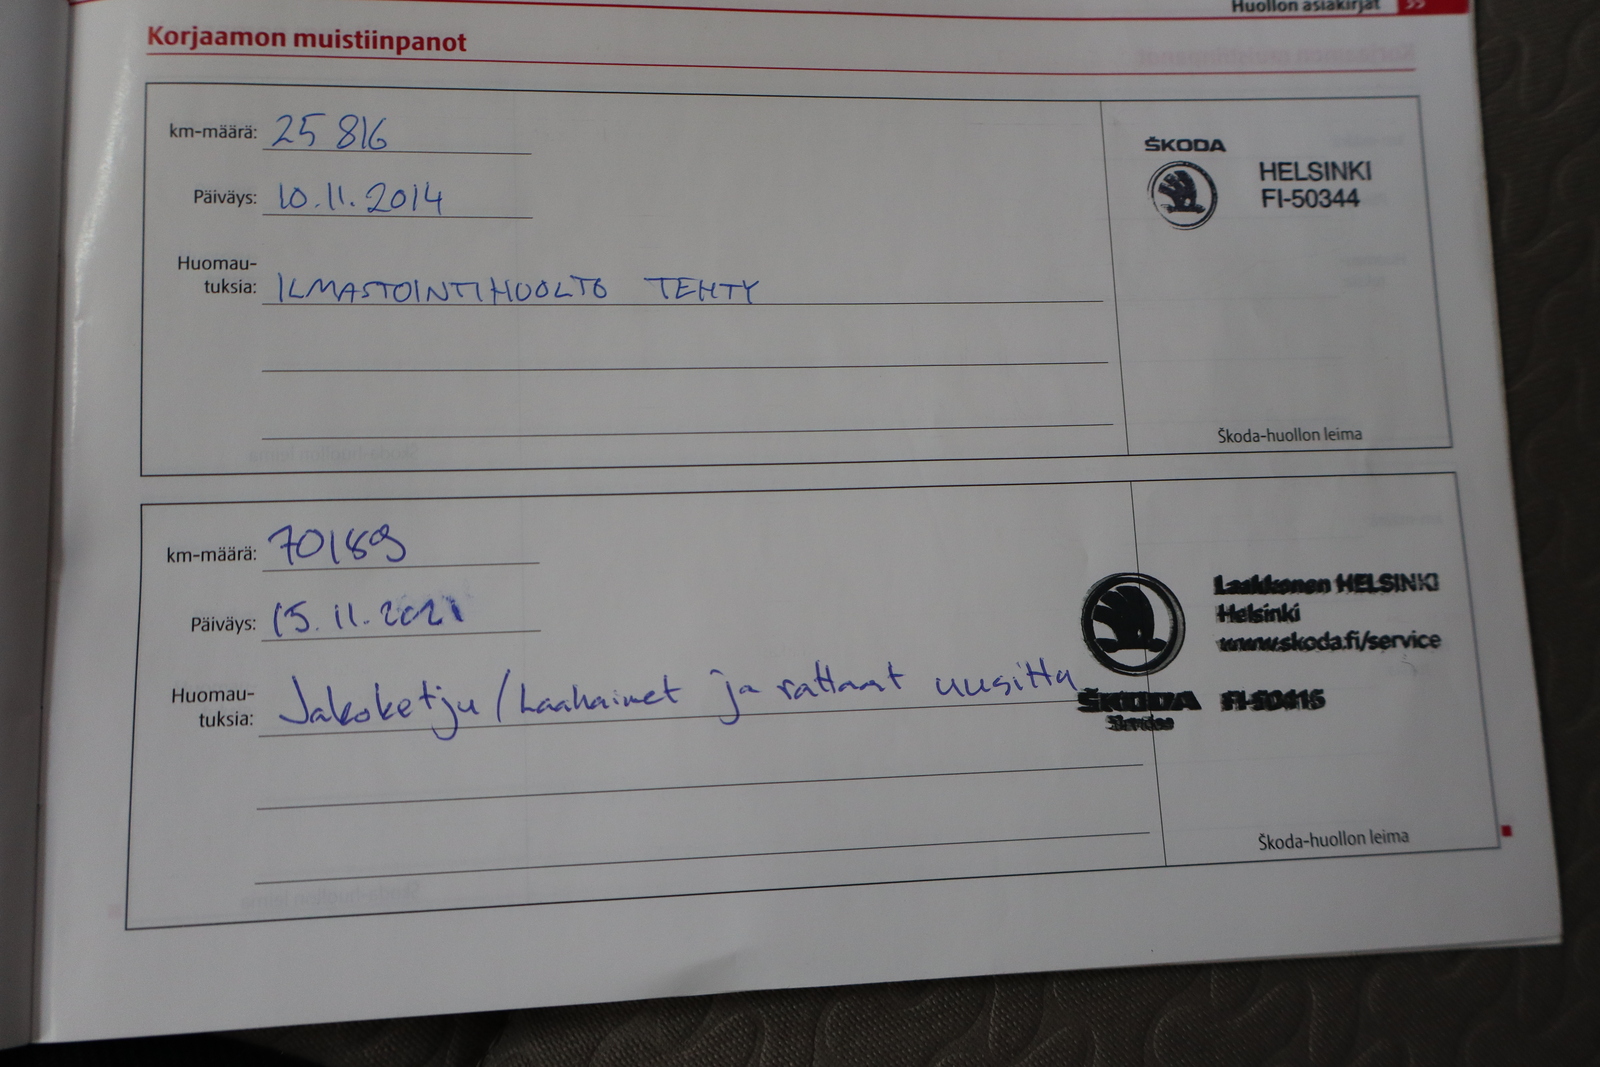 Huollon asiakirjat
Korjaamon muistiinpanot
km-määrä: 25 816
Päiväys: 10.11.2014
Huomau-
tuksia: ILMASTOINTIHUOLTO TEHTY
ŠKODA
HELSINKI
FI-50344
Škoda-huollon leima
km-määrä: 70189
Päiväys: 15.11.2021
Huomau-
tuksia: Jakoketju/Laahaimet ja rattaat uusittu
Laakkonen HELSINKI
Helsinki
www.skoda.fi/service
ŠKODA FI-50415
Service
Škoda-huollon leima